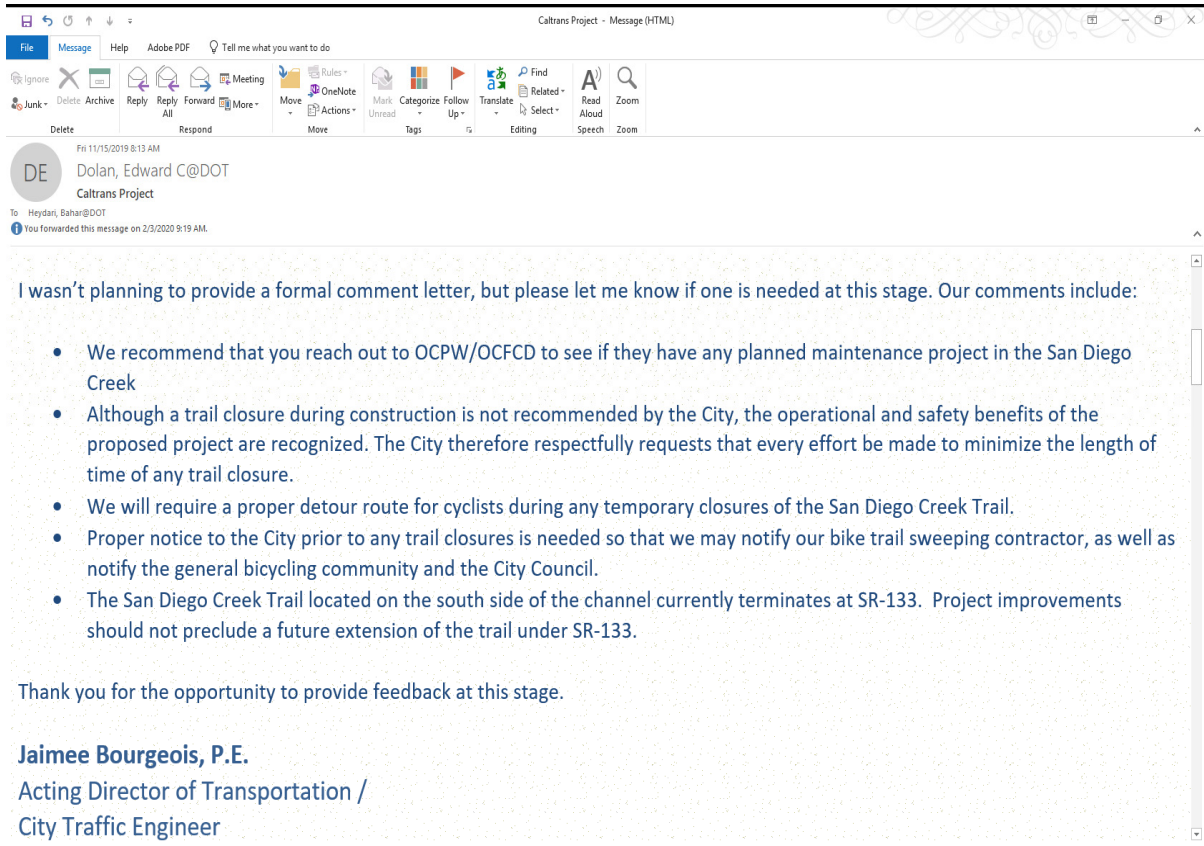 Caltrans Project - Message (HTML)
File Message Help Adobe PDF Tell me what you want to do
Ignore Junk Delete Archive Reply Reply All Forward Meeting More Move Rules OneNote Actions Mark Unread Categorize Follow Up Translate Find Related Select Read Aloud Zoom
Delete Respond Move Tags Editing Speech Zoom
Fri 11/15/2019 8:13 AM
DE
Dolan, Edward C@DOT
Caltrans Project
To Heydari, Bahar@DOT
You forwarded this message on 2/3/2020 9:19 AM.
I wasn't planning to provide a formal comment letter, but please let me know if one is needed at this stage. Our comments include:
• We recommend that you reach out to OCPW/OCFCD to see if they have any planned maintenance project in the San Diego
Creek
• Although a trail closure during construction is not recommended by the City, the operational and safety benefits of the
proposed project are recognized. The City therefore respectfully requests that every effort be made to minimize the length of
time of any trail closure.
• We will require a proper detour route for cyclists during any temporary closures of the San Diego Creek Trail.
• Proper notice to the City prior to any trail closures is needed so that we may notify our bike trail sweeping contractor, as well as
notify the general bicycling community and the City Council.
• The San Diego Creek Trail located on the south side of the channel currently terminates at SR-133.  Project improvements
should not preclude a future extension of the trail under SR-133.
Thank you for the opportunity to provide feedback at this stage.
Jaimee Bourgeois, P.E.
Acting Director of Transportation /
City Traffic Engineer